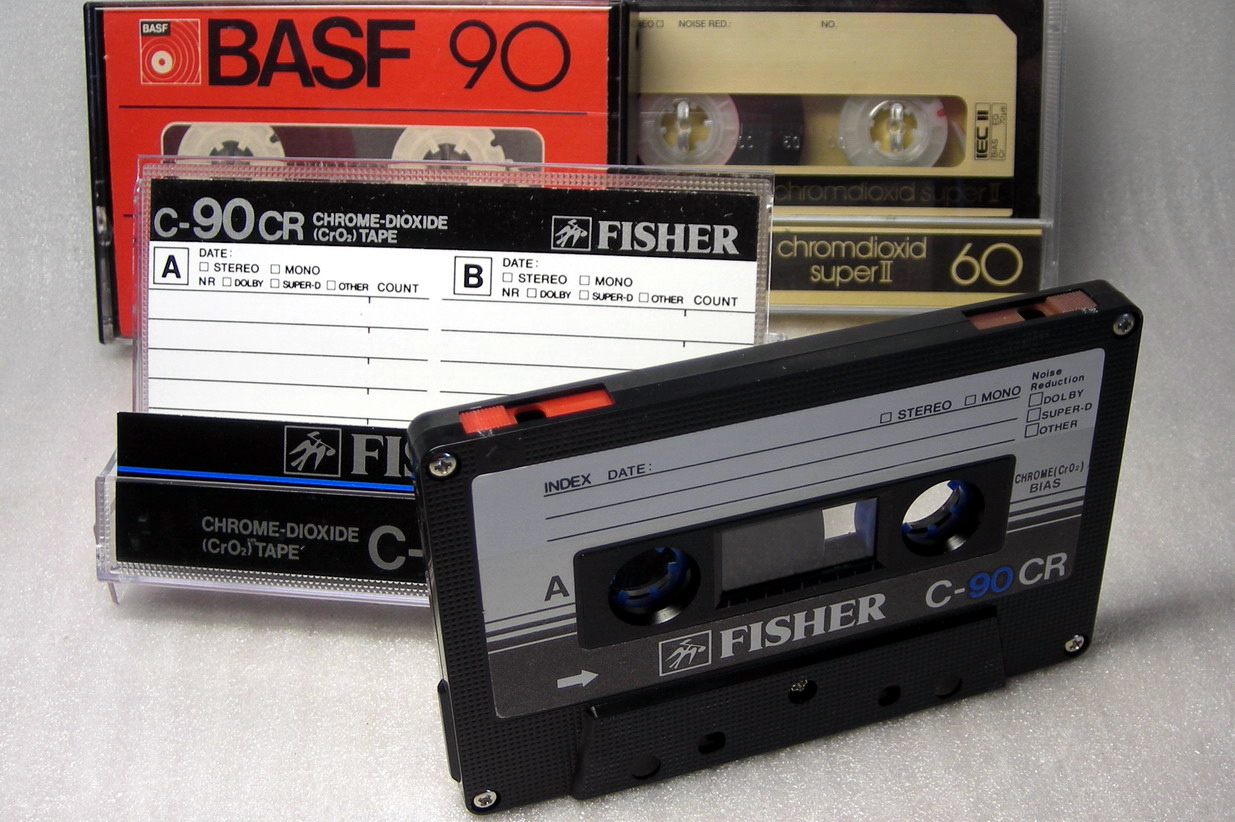 BASF
BASF 90
NOISE RED.:
NO.
IEC II
chromdioxid super II
chromdioxid
super II
60
C-90 CR
CHROME-DIOXIDE
(CrO₂) TAPE
FISHER
A
DATE:
☐ STEREO ☐ MONO
NR ☐ DOLBY ☐ SUPER-D ☐ OTHER COUNT
B
DATE:
☐ STEREO ☐ MONO
NR ☐ DOLBY ☐ SUPER-D ☐ OTHER COUNT
CHROME-DIOXIDE
(CrO₂) TAPE
C-
INDEX DATE:
☐ STEREO ☐ MONO
Noise
Reduction
☐ DOLBY
☐ SUPER-D
☐ OTHER
CHROME(CrO₂)
BIAS
A
FISHER
C-90 CR